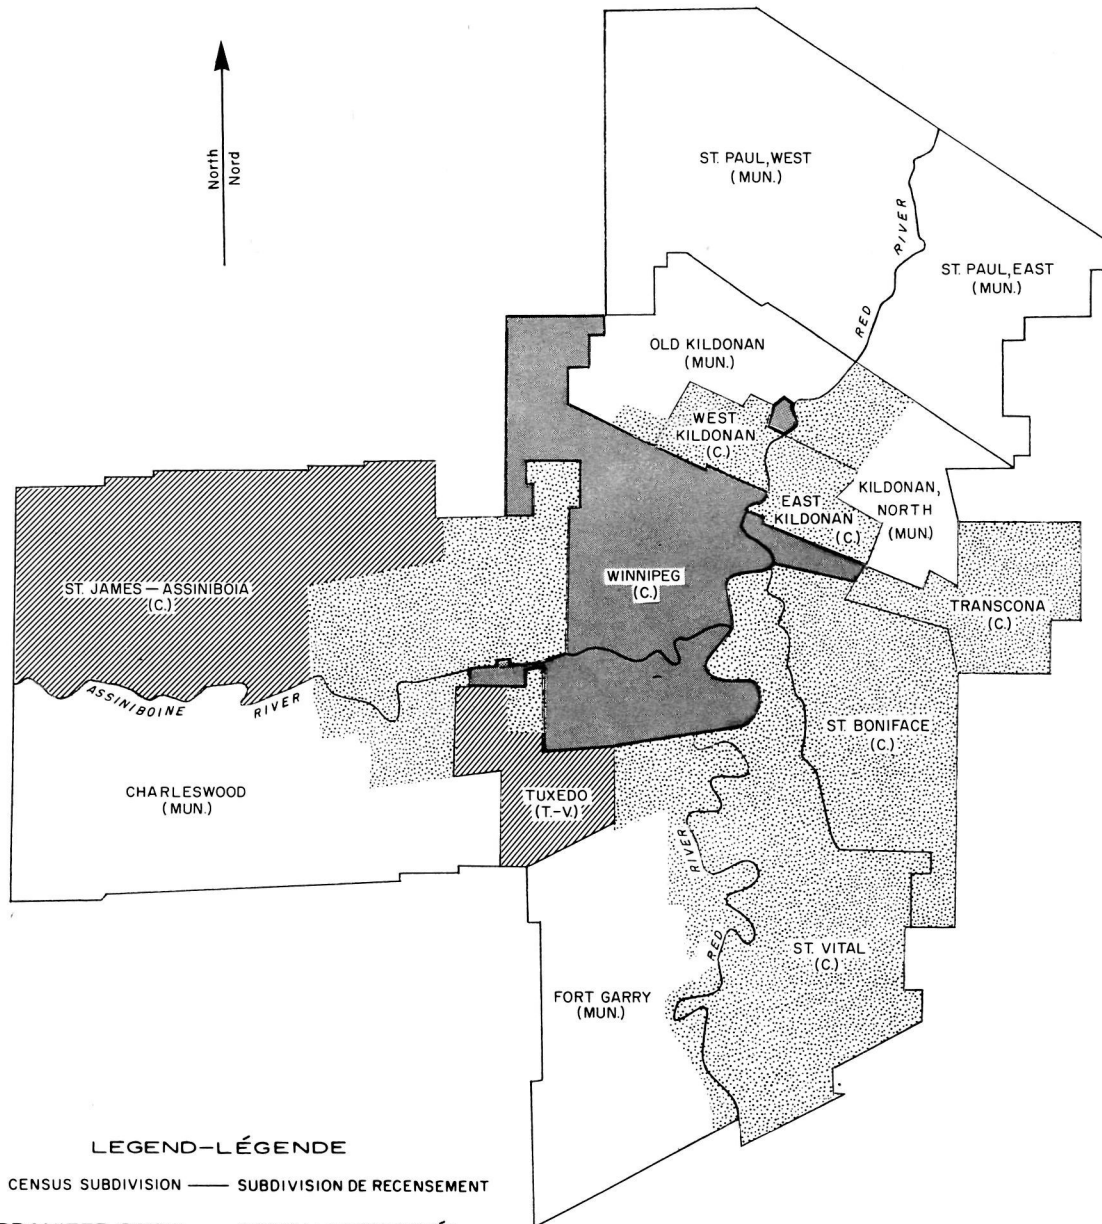 North
Nord
ST. PAUL, WEST
(MUN.)
RED RIVER
ST. PAUL, EAST
(MUN.)
OLD KILDONAN
(MUN.)
WEST
KILDONAN
(C.)
EAST
KILDONAN
(C.)
KILDONAN,
NORTH
(MUN)
ST. JAMES — ASSINIBOIA
(C.)
WINNIPEG
(C.)
TRANSCONA
(C.)
ASSINIBOINE RIVER
ST. BONIFACE
(C.)
CHARLESWOOD
(MUN.)
TUXEDO
(T.-V.)
RED RIVER
ST. VITAL
(C.)
FORT GARRY
(MUN.)
LEGEND-LÉGENDE
CENSUS SUBDIVISION —— SUBDIVISION DE RECENSEMENT